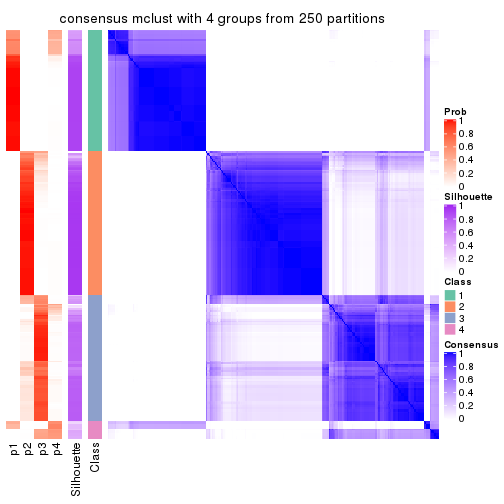 consensus mclust with 4 groups from 250 partitions
Prob
1
0.8
0.6
0.4
0.2
0
Silhouette
1
0.8
0.6
0.4
0.2
0
Class
1
2
3
4
Consensus
1
0.8
0.6
0.4
0.2
0
p1
p2
p3
p4
Silhouette
Class